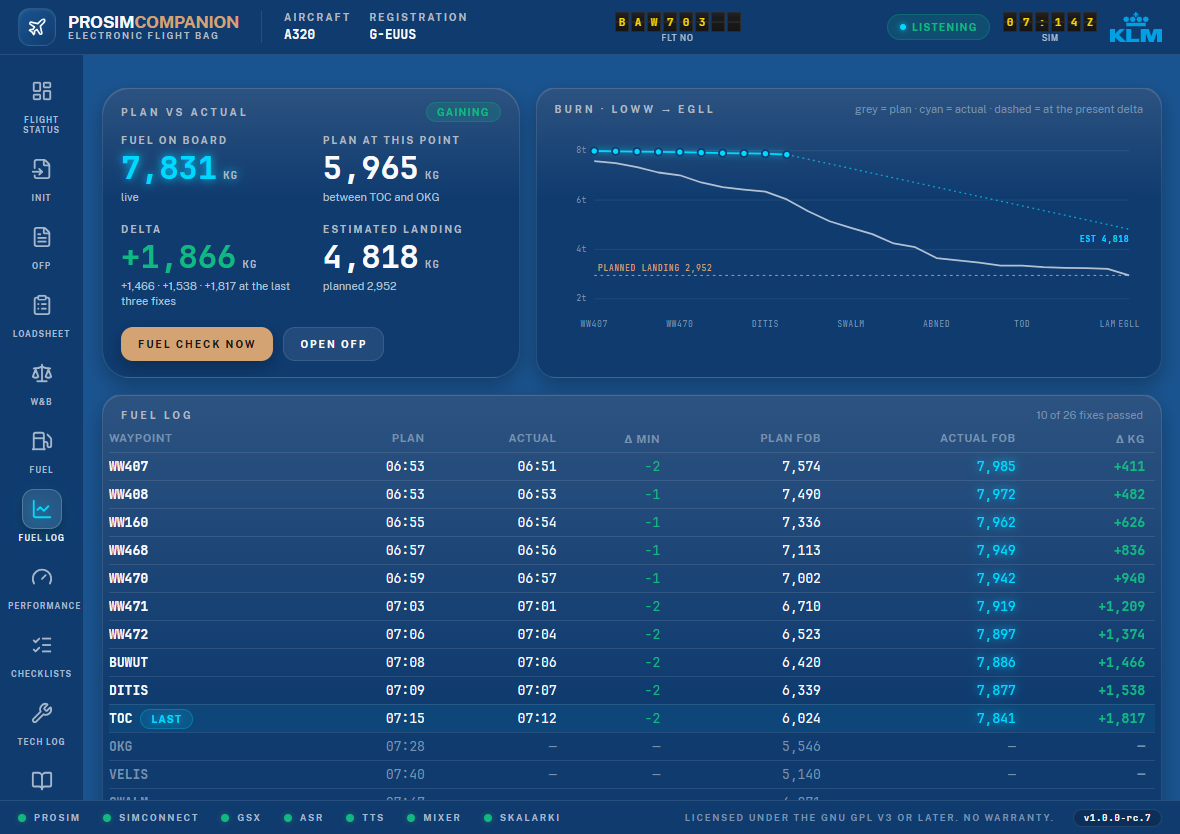 PROSIMCOMPANION
ELECTRONIC FLIGHT BAG
AIRCRAFT
A320
REGISTRATION
G-EUUS
BAW703
FLT NO
LISTENING
07:14Z
SIM
KLM
FLIGHT STATUS
INIT
OFP
LOADSHEET
W&B
FUEL
FUEL LOG
PERFORMANCE
CHECKLISTS
TECH LOG
PLAN VS ACTUAL
GAINING
FUEL ON BOARD
7,831 KG
live
PLAN AT THIS POINT
5,965 KG
between TOC and OKG
DELTA
+1,866 KG
+1,466 · +1,538 · +1,817 at the last
three fixes
ESTIMATED LANDING
4,818 KG
planned 2,952
FUEL CHECK NOW
OPEN OFP
BURN · LOWW → EGLL
grey = plan · cyan = actual · dashed = at the present delta
8t
6t
4t
2t
EST 4,818
PLANNED LANDING 2,952
WW407 WW470 DITIS SWALM ABNED TOD LAM EGLL
FUEL LOG
10 of 26 fixes passed
WAYPOINT PLAN ACTUAL Δ MIN PLAN FOB ACTUAL FOB Δ KG
WW407 06:53 06:51 -2 7,574 7,985 +411
WW408 06:53 06:53 -1 7,490 7,972 +482
WW160 06:55 06:54 -1 7,336 7,962 +626
WW468 06:57 06:56 -1 7,113 7,949 +836
WW470 06:59 06:57 -1 7,002 7,942 +940
WW471 07:03 07:01 -2 6,710 7,919 +1,209
WW472 07:06 07:04 -2 6,523 7,897 +1,374
BUWUT 07:08 07:06 -2 6,420 7,886 +1,466
DITIS 07:09 07:07 -2 6,339 7,877 +1,538
TOC LAST 07:15 07:12 -2 6,024 7,841 +1,817
OKG 07:28 — — 5,546 — —
VELIS 07:40 — — 5,140 — —
PROSIM
SIMCONNECT
GSX
ASR
TTS
MIXER
SKALARKI
LICENSED UNDER THE GNU GPL V3 OR LATER. NO WARRANTY.
v1.0.0-rc.7